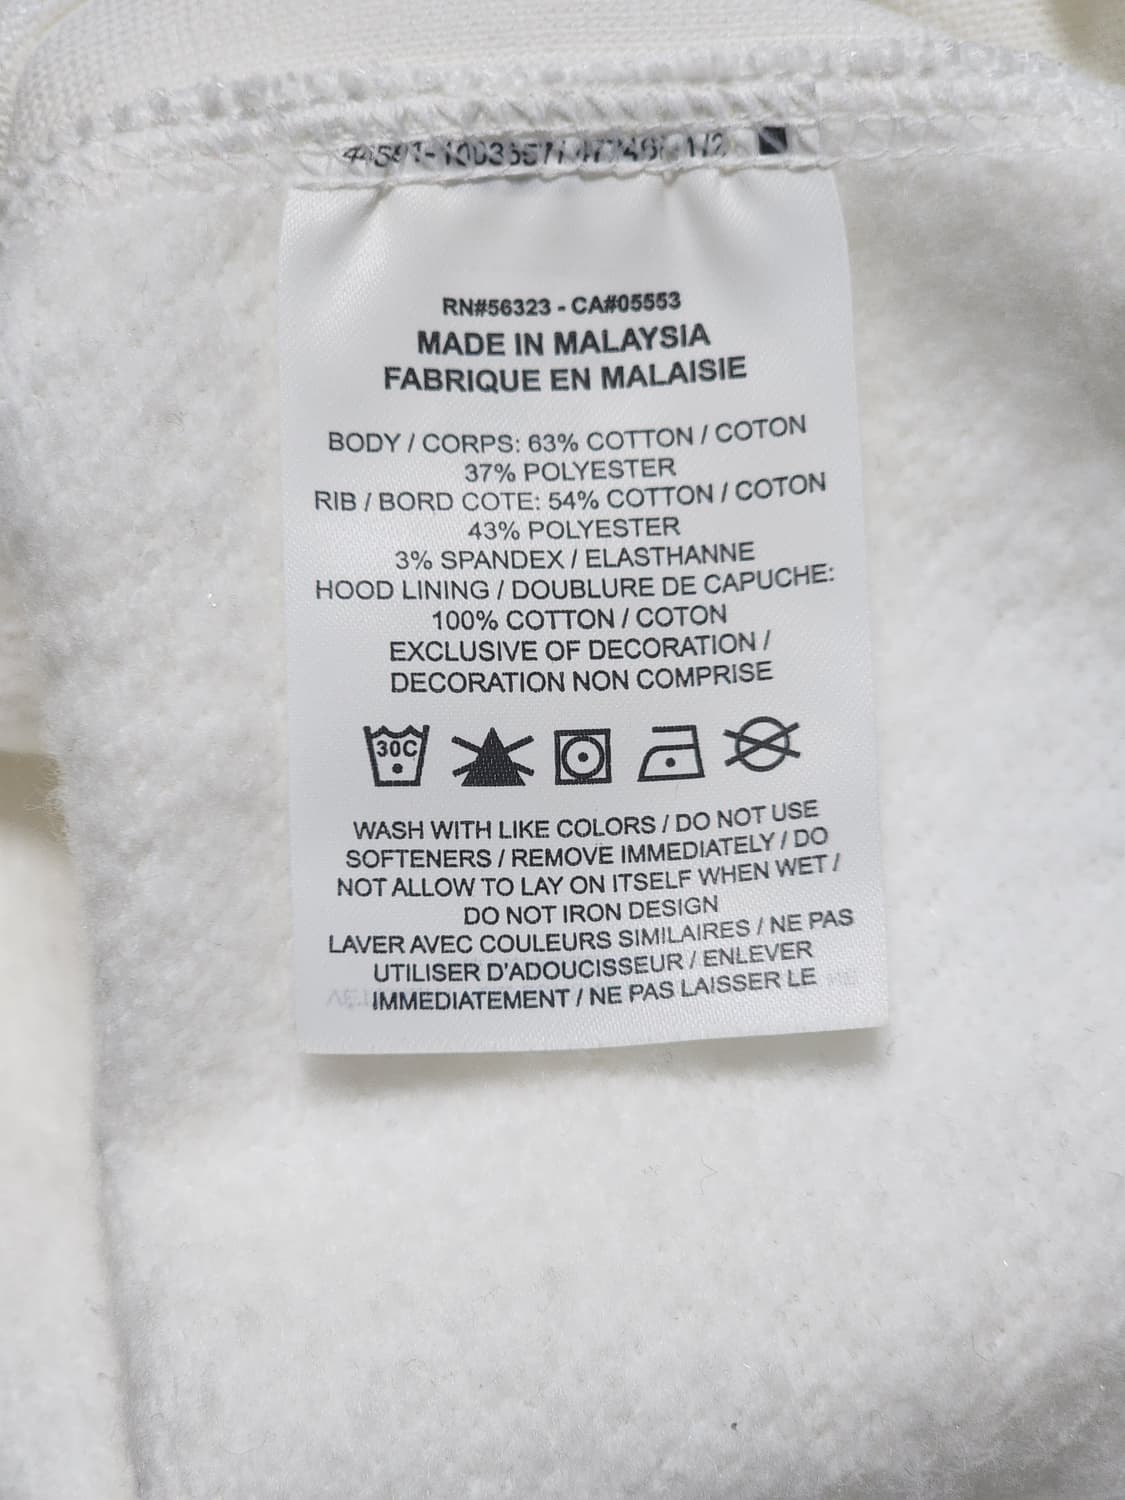 RN#56323 - CA#05553
MADE IN MALAYSIA
FABRIQUE EN MALAISIE
BODY / CORPS: 63% COTTON / COTON
37% POLYESTER
RIB / BORD COTE: 54% COTTON / COTON
43% POLYESTER
3% SPANDEX / ELASTHANNE
HOOD LINING / DOUBLURE DE CAPUCHE:
100% COTTON / COTON
EXCLUSIVE OF DECORATION /
DECORATION NON COMPRISE
30C
WASH WITH LIKE COLORS / DO NOT USE
SOFTENERS / REMOVE IMMEDIATELY / DO
NOT ALLOW TO LAY ON ITSELF WHEN WET /
DO NOT IRON DESIGN
LAVER AVEC COULEURS SIMILAIRES / NE PAS
UTILISER D'ADOUCISSEUR / ENLEVER
IMMEDIATEMENT / NE PAS LAISSER LE